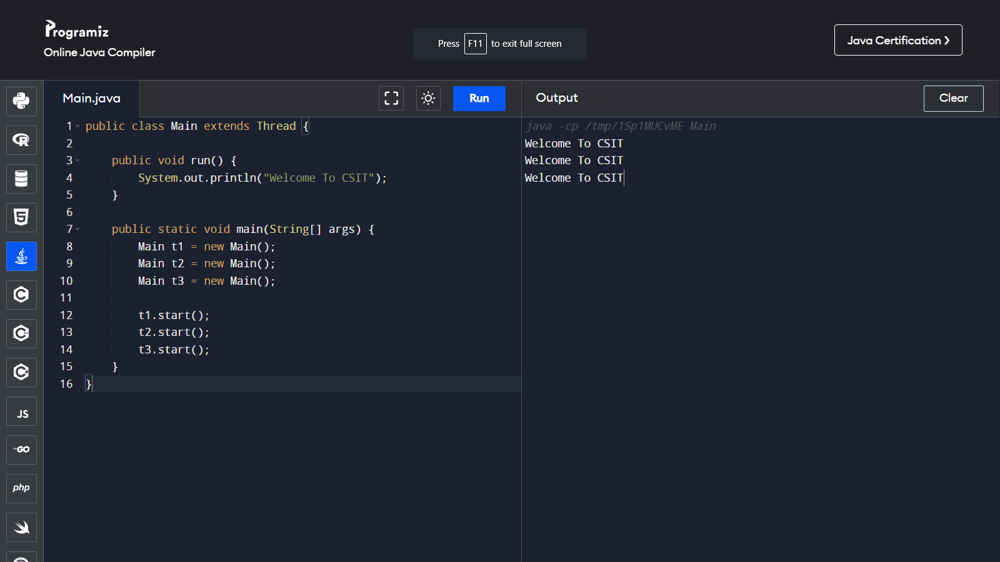 Programiz
Online Java Compiler
Press F11 to exit full screen
Java Certification ❯
Main.java
Run
Output
Clear
1 public class Main extends Thread {
2
3     public void run() {
4         System.out.println("Welcome To CSIT");
5     }
6
7     public static void main(String[] args) {
8         Main t1 = new Main();
9         Main t2 = new Main();
10         Main t3 = new Main();
11
12         t1.start();
13         t2.start();
14         t3.start();
15     }
16 }
java -cp /tmp/1Sp1MUCvME Main
Welcome To CSIT
Welcome To CSIT
Welcome To CSIT
R
5
C
C++
C#
JS
GO
php